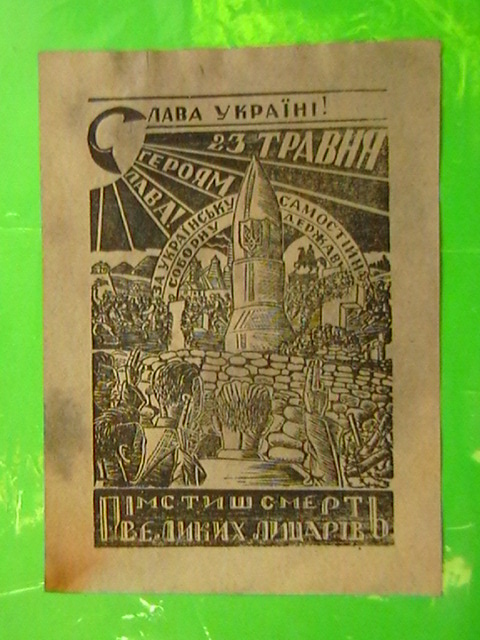 СЛАВА УКРАЇНІ!
23 ТРАВНЯ
ГЕРОЯМ
СЛАВА!
ЗА УКРАЇНСЬКУ
САМОСТІЙНУ
СОБОРНУ
ДЕРЖАВУ
ПІМСТИШ СМЕРТЬ
ВЕЛИКИХ ЛИЦАРІВ